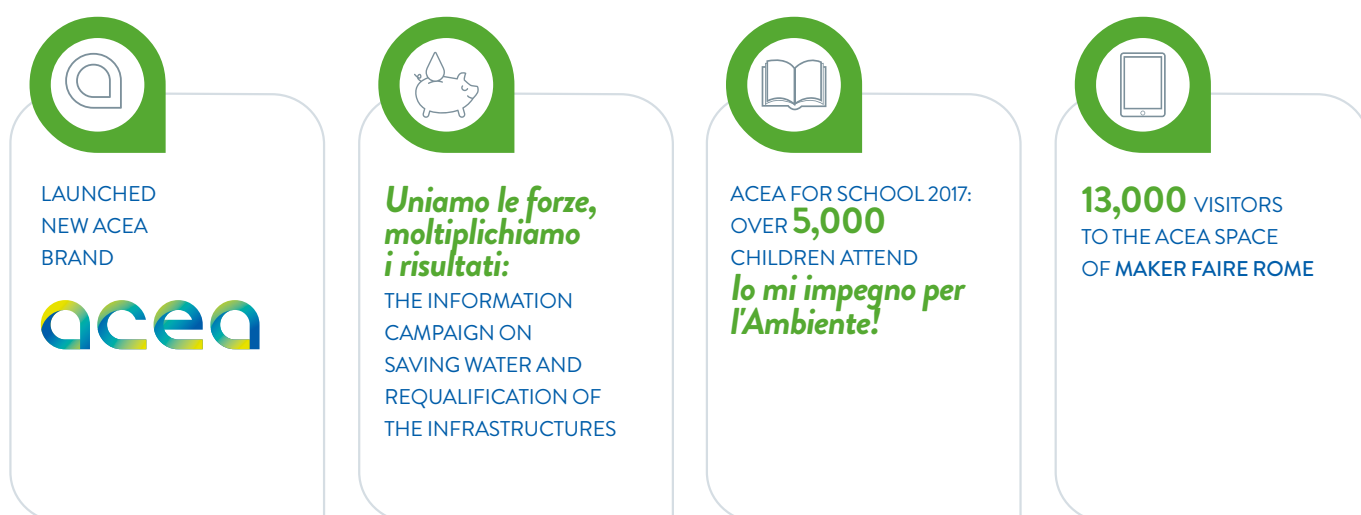 LAUNCHED
NEW ACEA
BRAND
acea
Uniamo le forze,
moltiplichiamo
i risultati:
THE INFORMATION
CAMPAIGN ON
SAVING WATER AND
REQUALIFICATION OF
THE INFRASTRUCTURES
ACEA FOR SCHOOL 2017:
OVER 5,000
CHILDREN ATTEND
Io mi impegno per
l'Ambiente!
13,000 VISITORS
TO THE ACEA SPACE
OF MAKER FAIRE ROME